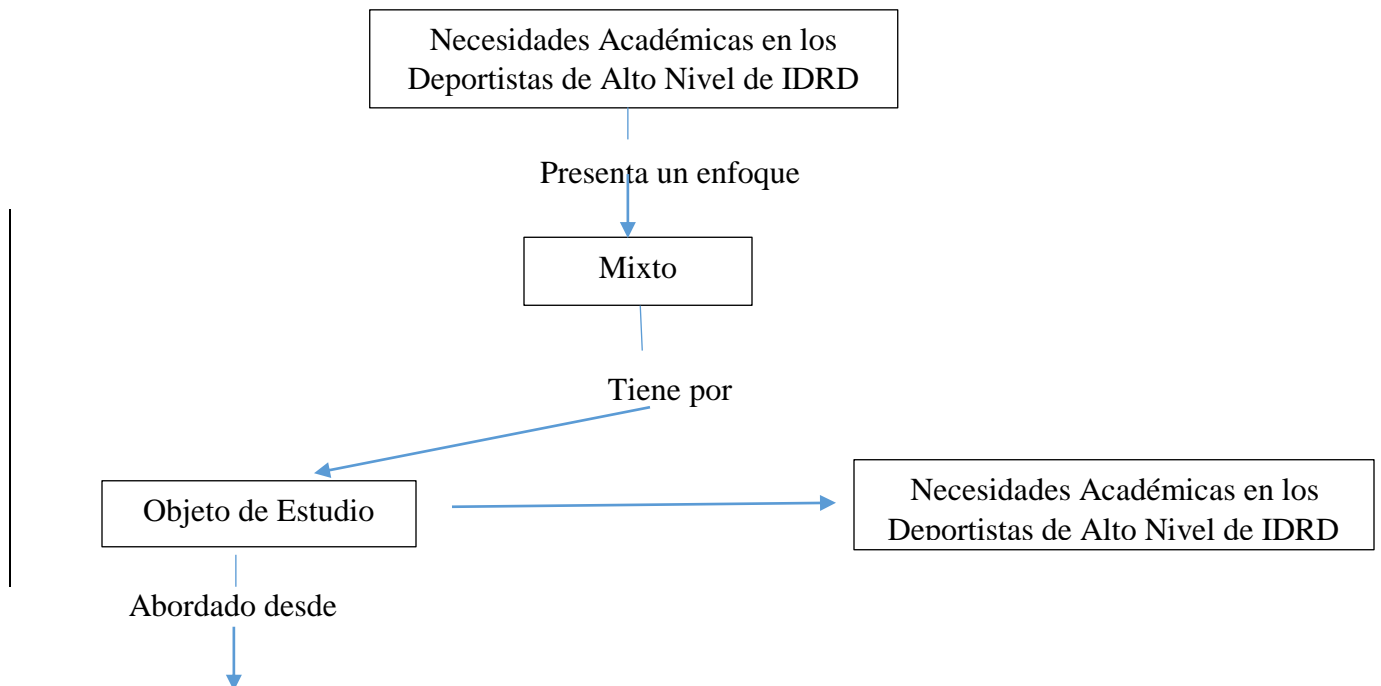 Necesidades Académicas en los
Deportistas de Alto Nivel de IDRD
Presenta un enfoque
Mixto
Tiene por
Objeto de Estudio
Necesidades Académicas en los
Deportistas de Alto Nivel de IDRD
Abordado desde